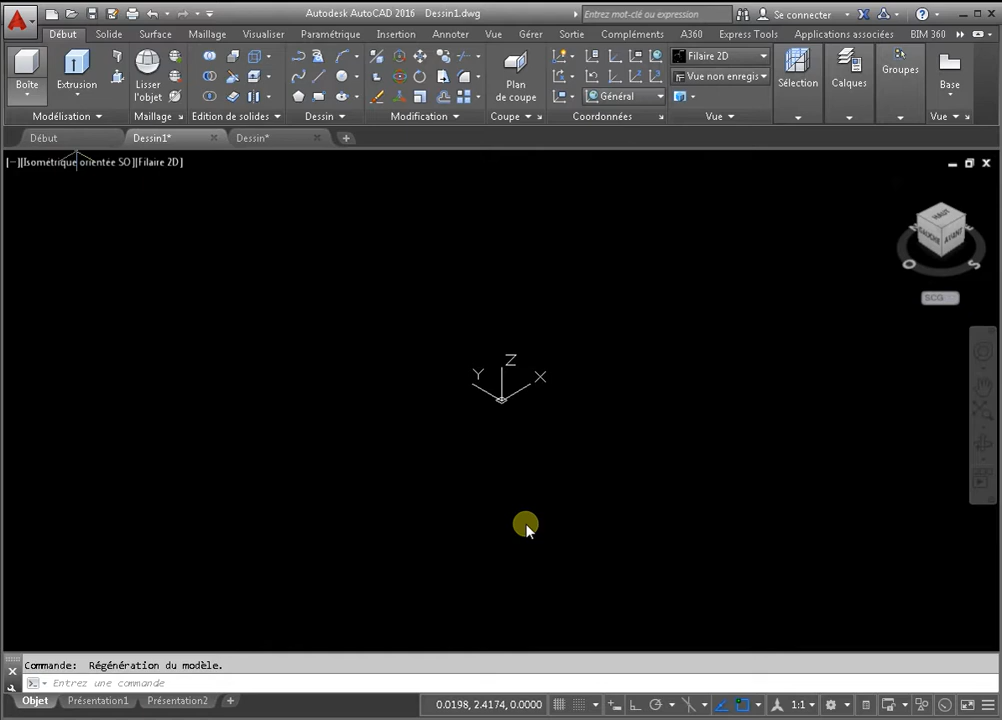 Autodesk AutoCAD 2016 Dessin1.dwg Entrez mot-clé ou expression Se connecter
Début Solide Surface Maillage Visualiser Paramétrique Insertion Annoter Vue Gérer Sortie Compléments A360 Express Tools Applications associées BIM 360
Boîte Extrusion Lisser l'objet Plan de coupe Filaire 2D Vue non enregis Général Sélection Calques Groupes Base
Modélisation Maillage Edition de solides Dessin Modification Coupe Coordonnées Vue Vue
Début Dessin1* Dessin*
[−][Isométrique orientée SO][Filaire 2D]
HAUT
GAUCHE AVANT
O S
SCG
Z
Y X
Commande: Régénération du modèle.
Entrez une commande
Objet Présentation1 Présentation2 0.0198, 2.4174, 0.0000 1:1